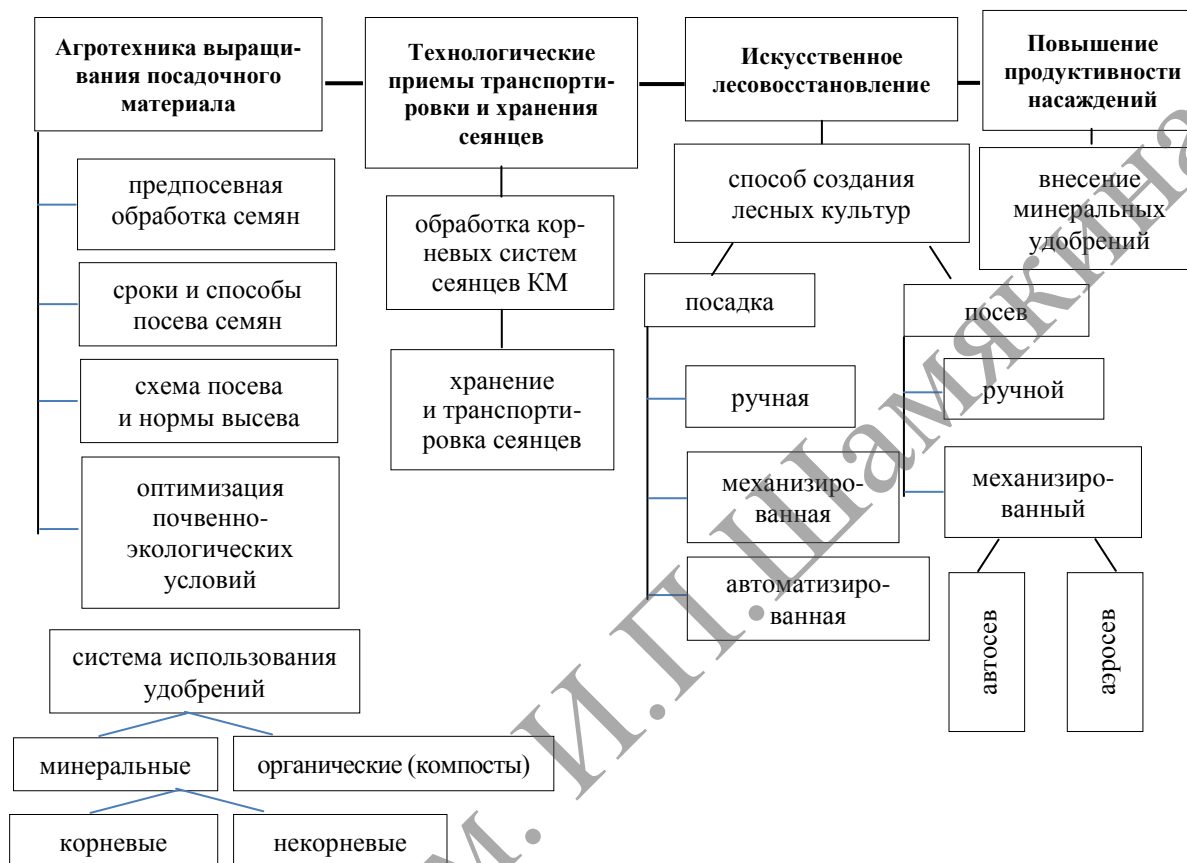 Агротехника выращи-
вания посадочного
материала
Технологические
приемы транспорти-
ровки и хранения
сеянцев
Искусственное
лесовосстановление
Повышение
продуктивности
насаждений
предпосевная
обработка семян
сроки и способы
посева семян
схема посева
и нормы высева
оптимизация
почвенно-
экологических
условий
система использования
удобрений
минеральные
органические (компосты)
корневые
некорневые
обработка кор-
невых систем
сеянцев КМ
хранение
и транспорти-
ровка сеянцев
способ создания
лесных культур
посадка
ручная
механизиро-
ванная
автоматизиро-
ванная
посев
ручной
механизиро-
ванный
автосев
аэросев
внесение
минеральных
удобрений
м. И.П.Шамякина